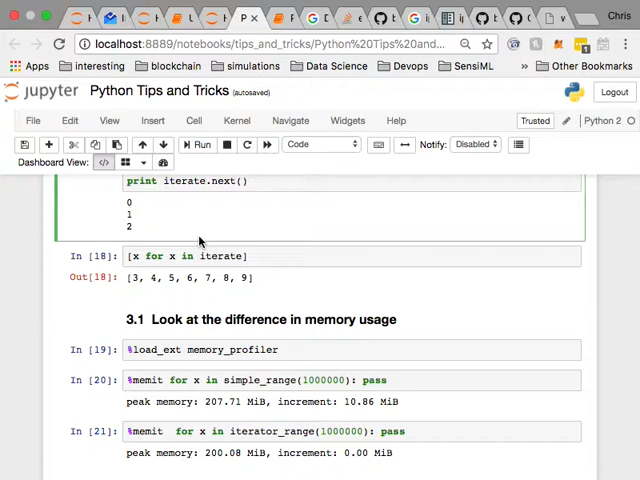 Chris
localhost:8889/notebooks/tips_and_tricks/Python%20Tips%20and...
Apps interesting blockchain simulations Data Science Devops SensiML » Other Bookmarks
jupyter Python Tips and Tricks (autosaved) Logout
File Edit View Insert Cell Kernel Navigate Widgets Help Trusted Python 2
Run Code Notify: Disabled
Dashboard View:
print iterate.next()
0
1
2
In [18]: [x for x in iterate]
Out[18]: [3, 4, 5, 6, 7, 8, 9]
3.1 Look at the difference in memory usage
In [19]: %load_ext memory_profiler
In [20]: %memit for x in simple_range(1000000): pass
peak memory: 207.71 MiB, increment: 10.86 MiB
In [21]: %memit for x in iterator_range(1000000): pass
peak memory: 200.08 MiB, increment: 0.00 MiB